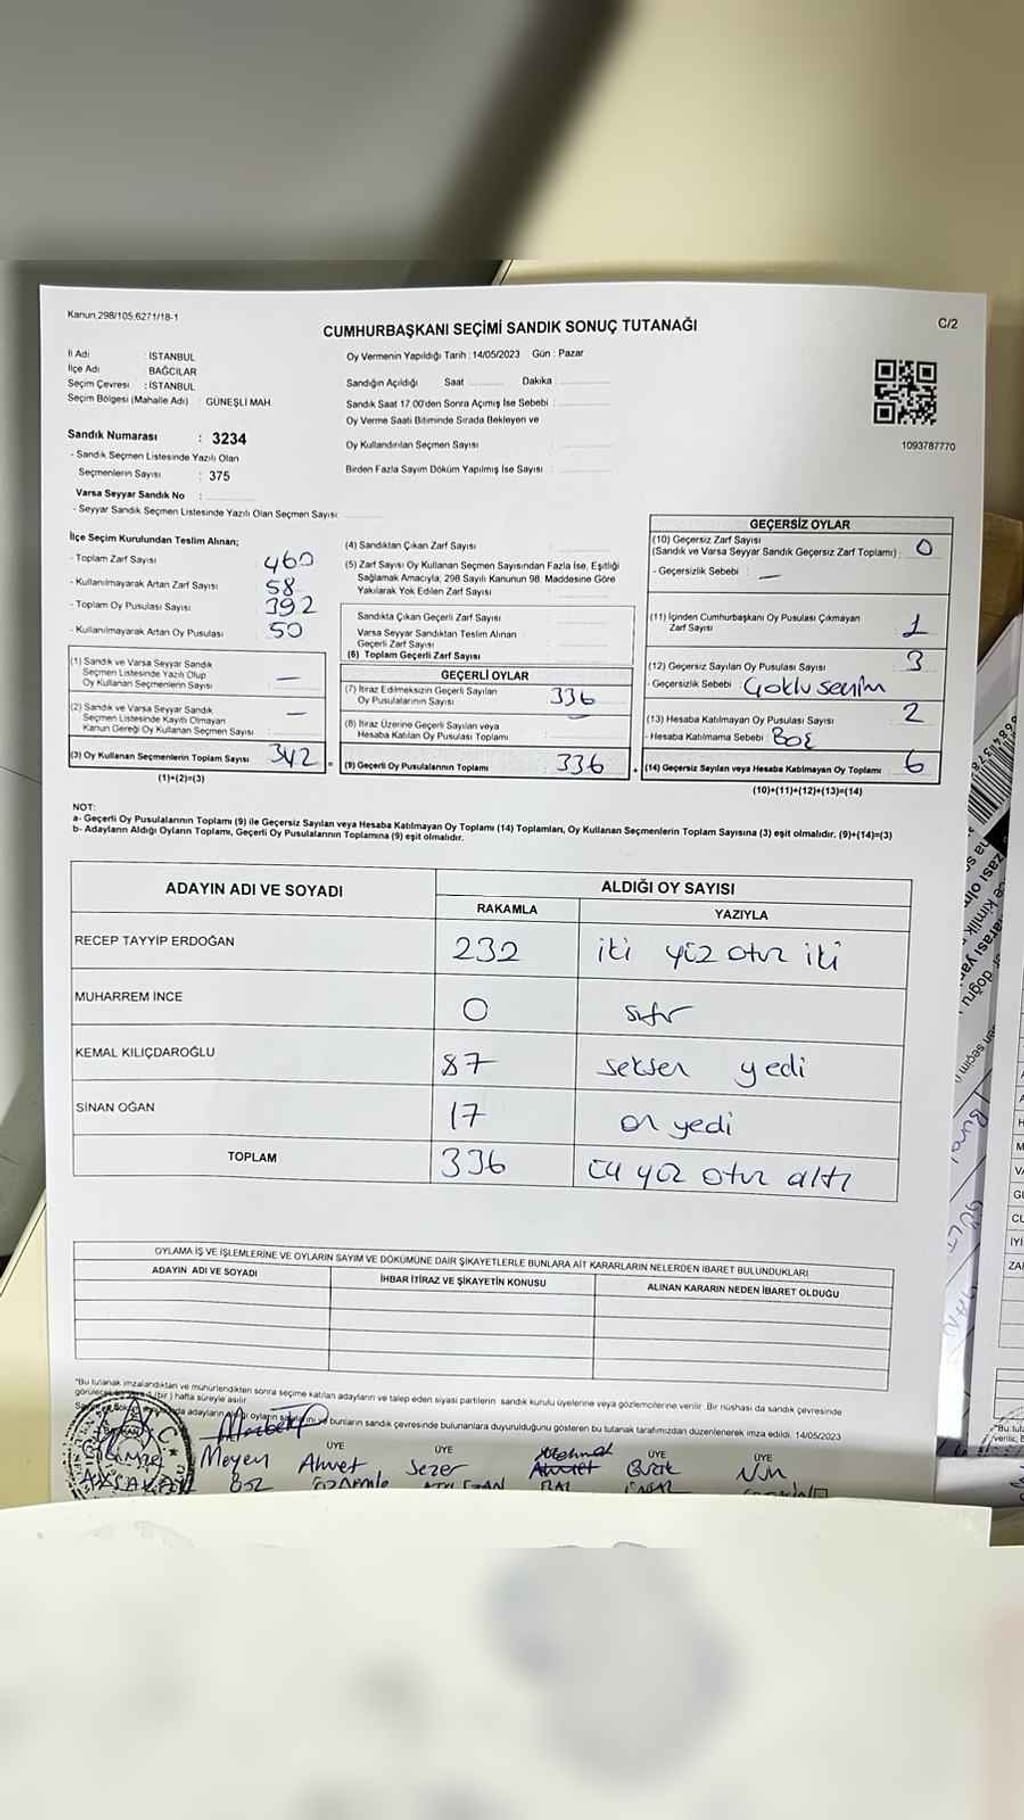 Kanun 298/105,6271/18-1
CUMHURBAŞKANI SEÇİMİ SANDIK SONUÇ TUTANAĞI
C/2
İl Adı : İSTANBUL
İlçe Adı : BAĞCILAR
Seçim Çevresi : İSTANBUL
Seçim Bölgesi (Mahalle Adı) : GÜNEŞLİ MAH.
Sandık Numarası : 3234
- Sandık Seçmen Listesinde Yazılı Olan
Seçmenlerin Sayısı : 375
Varsa Seyyar Sandık No :
- Seyyar Sandık Seçmen Listesinde Yazılı Olan Seçmen Sayısı
Oy Vermenin Yapıldığı Tarih : 14/05/2023 Gün : Pazar
Sandığın Açıldığı Saat Dakika
Sandık Saat 17.00'den Sonra Açımış İse Sebebi :
Oy Verme Saati Bitiminde Sırada Bekleyen ve
Oy Kullandırılan Seçmen Sayısı
Birden Fazla Sayım Döküm Yapılmış İse Sayısı :
1093787770
İlçe Seçim Kurulundan Teslim Alınan;
- Toplam Zarf Sayısı 460
- Kullanılmayarak Artan Zarf Sayısı 58
- Toplam Oy Pusulası Sayısı 392
- Kullanılmayarak Artan Oy Pusulası 50
(1) Sandık ve Varsa Seyyar Sandık
Seçmen Listesinde Yazılı Olup
Oy Kullanan Seçmenlerin Sayısı —
(2) Sandık ve Varsa Seyyar Sandık
Seçmen Listesinde Kayıtlı Olmayan
Kanun Gereği Oy Kullanan Seçmen Sayısı —
(3) Oy Kullanan Seçmenlerin Toplam Sayısı 342
(1)+(2)=(3)
(4) Sandıktan Çıkan Zarf Sayısı
(5) Zarf Sayısı Oy Kullanan Seçmen Sayısından Fazla İse, Eşitliği
Sağlamak Amacıyla, 298 Sayılı Kanunun 98. Maddesine Göre
Yakılarak Yok Edilen Zarf Sayısı
Sandıkta Çıkan Geçerli Zarf Sayısı
Varsa Seyyar Sandıktan Teslim Alınan
Geçerli Zarf Sayısı
(6) Toplam Geçerli Zarf Sayısı
GEÇERLİ OYLAR
(7) İtiraz Edilmeksizin Geçerli Sayılan
Oy Pusulalarının Sayısı 336
(8) İtiraz Üzerine Geçerli Sayılan veya
Hesaba Katılan Oy Pusulası Toplamı
(9) Geçerli Oy Pusulalarının Toplamı 336
GEÇERSİZ OYLAR
(10) Geçersiz Zarf Sayısı
(Sandık ve Varsa Seyyar Sandık Geçersiz Zarf Toplamı) : 0
- Geçersizlik Sebebi : —
(11) İçinden Cumhurbaşkanı Oy Pusulası Çıkmayan
Zarf Sayısı 1
(12) Geçersiz Sayılan Oy Pusulası Sayısı 3
- Geçersizlik Sebebi : Çoklu seçim
(13) Hesaba Katılmayan Oy Pusulası Sayısı 2
- Hesaba Katılmama Sebebi : BOŞ
(14) Geçersiz Sayılan veya Hesaba Katılmayan Oy Toplamı 6
(10)+(11)+(12)+(13)=(14)
NOT:
a- Geçerli Oy Pusulalarının Toplamı (9) ile Geçersiz Sayılan veya Hesaba Katılmayan Oy Toplamı (14) Toplamları, Oy Kullanan Seçmenlerin Toplam Sayısına (3) eşit olmalıdır. (9)+(14)=(3)
b- Adayların Aldığı Oyların Toplamı, Geçerli Oy Pusulalarının Toplamına (9) eşit olmalıdır.
ADAYIN ADI VE SOYADI
ALDIĞI OY SAYISI
RAKAMLA YAZIYLA
RECEP TAYYİP ERDOĞAN 232 iki yüz otuz iki
MUHARREM İNCE 0 sıfır
KEMAL KILIÇDAROĞLU 87 seksen yedi
SİNAN OĞAN 17 on yedi
TOPLAM 336 üç yüz otuz altı
OYLAMA İŞ VE İŞLEMLERİNE VE OYLARIN SAYIM VE DÖKÜMÜNE DAİR ŞİKAYETLERLE BUNLARA AİT KARARLARIN NELERDEN İBARET BULUNDUKLARI
ADAYIN ADI VE SOYADI
İHBAR İTİRAZ VE ŞİKAYETİN KONUSU
ALINAN KARARIN NEDEN İBARET OLDUĞU
"Bu tutanak imzalandıktan ve mühürlendikten sonra seçime katılan adayların ve talep eden siyasi partilerin sandık kurulu üyelerine veya gözlemcilerine verilir. Bir nüshası da sandık çevresinde
(bir) hafta süreyle asılır
bunların sandık çevresinde bulunanlara duyurulduğunu gösteren bu tutanak tarafımızdan düzenlenerek imza edildi. 14/05/2023
ÜYE ÜYE ÜYE ÜYE
Ahmet Sezer Burak